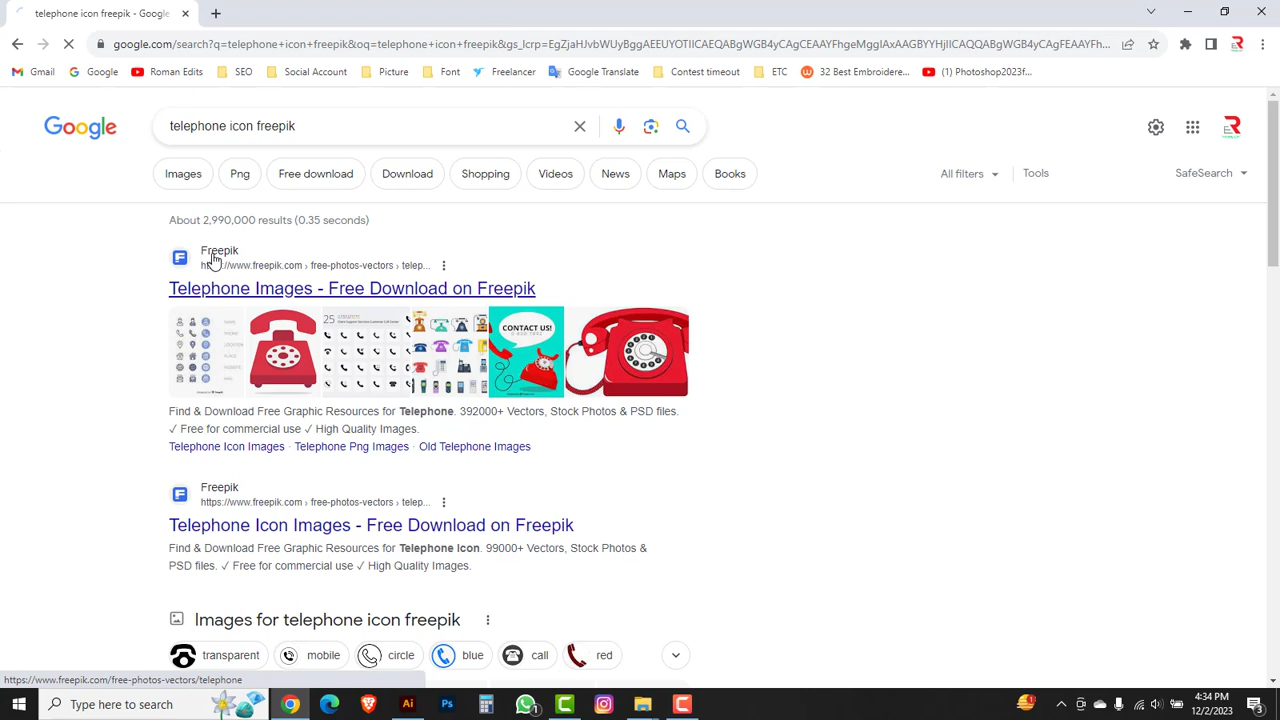 telephone icon freepik - Google
google.com/search?q=telephone+icon+freepik&oq=telephone+icon+freepik&gs_lcrp=EgZjaHJvbWUyBggAEEUYOTIICAEQABgWGB4yCAgCEAAYFhgeMggIAxAAGBYYHjIICAQQABgWGB4yCAgFEAAYFhg...
Gmail Google Roman Edits SEO Social Account Picture Font Freelancer Google Translate Contest timeout ETC 32 Best Embroidere... (1) Photoshop2023f...
Google telephone icon freepik
Images Png Free download Download Shopping Videos News Maps Books All filters Tools SafeSearch
About 2,990,000 results (0.35 seconds)
Freepik
https://www.freepik.com › free-photos-vectors › telep...
Telephone Images - Free Download on Freepik
CONTACT US!
Find & Download Free Graphic Resources for Telephone. 392000+ Vectors, Stock Photos & PSD files.
✓ Free for commercial use ✓ High Quality Images.
Telephone Icon Images · Telephone Png Images · Old Telephone Images
Freepik
https://www.freepik.com › free-photos-vectors › telep...
Telephone Icon Images - Free Download on Freepik
Find & Download Free Graphic Resources for Telephone Icon. 99000+ Vectors, Stock Photos &
PSD files. ✓ Free for commercial use ✓ High Quality Images.
Images for telephone icon freepik
transparent mobile circle blue call red
https://www.freepik.com/free-photos-vectors/telephone
Type here to search
4:34 PM
12/2/2023